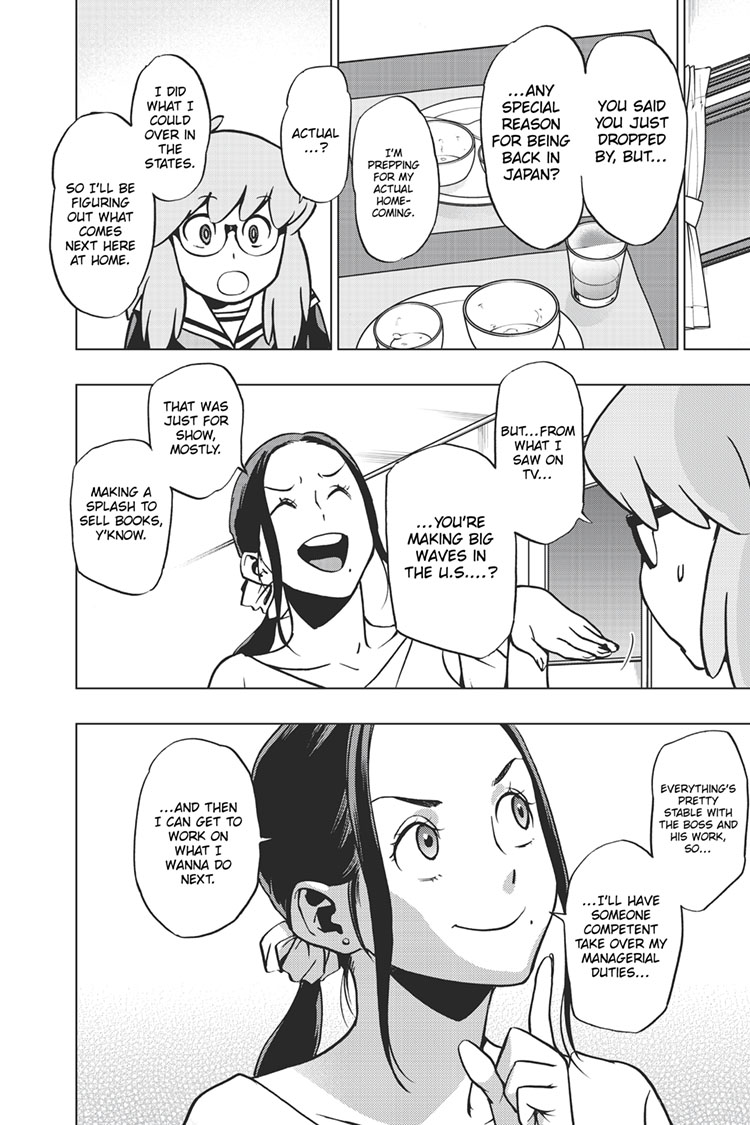 YOU SAID
YOU JUST
DROPPED
BY, BUT...
...ANY
SPECIAL
REASON
FOR BEING
BACK IN
JAPAN?
I'M
PREPPING
FOR MY
ACTUAL
HOME-
COMING.
ACTUAL
...?
I DID
WHAT I
COULD
OVER IN
THE
STATES.
SO I'LL BE
FIGURING
OUT WHAT
COMES
NEXT HERE
AT HOME.
BUT...FROM
WHAT I
SAW ON
TV...
...YOU'RE
MAKING BIG
WAVES IN
THE U.S....?
THAT WAS
JUST FOR
SHOW,
MOSTLY.
MAKING A
SPLASH TO
SELL BOOKS,
Y'KNOW.
EVERYTHING'S
PRETTY
STABLE WITH
THE BOSS AND
HIS WORK,
SO...
...I'LL HAVE
SOMEONE
COMPETENT
TAKE OVER MY
MANAGERIAL
DUTIES...
...AND THEN
I CAN GET TO
WORK ON
WHAT I
WANNA DO
NEXT.